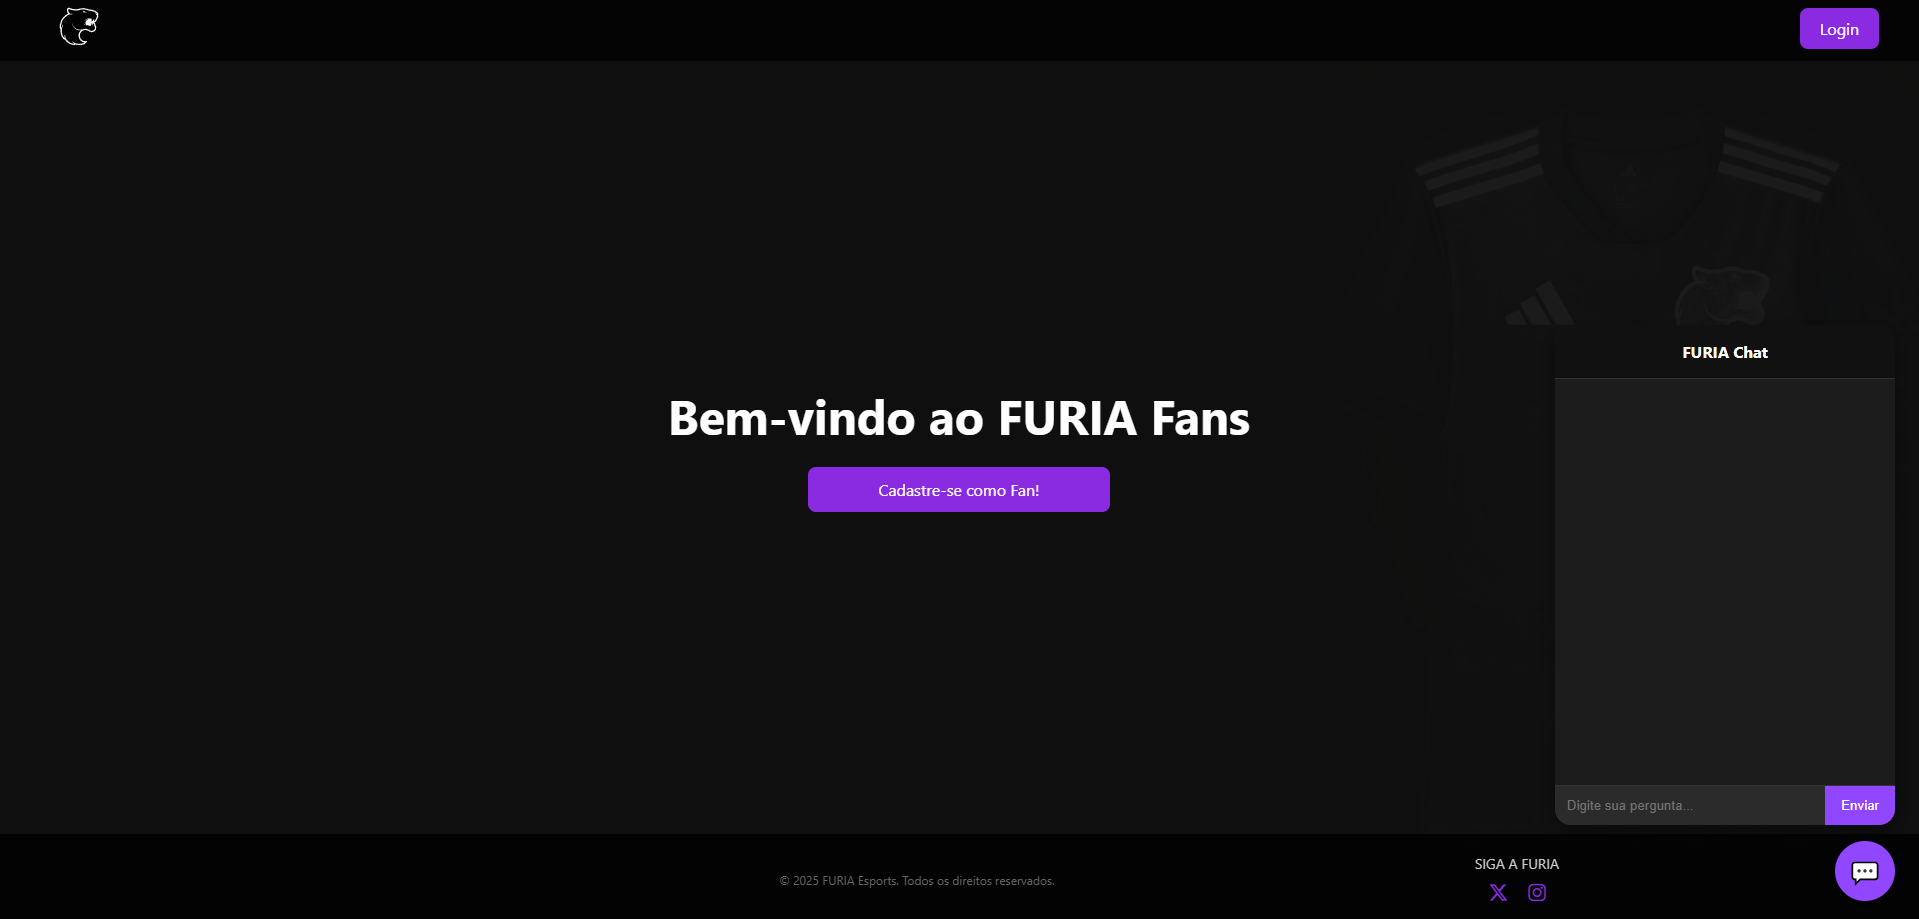 Login
Bem-vindo ao FURIA Fans
Cadastre-se como Fan!
FURIA Chat
Digite sua pergunta...
Enviar
© 2025 FURIA Esports. Todos os direitos reservados.
SIGA A FURIA